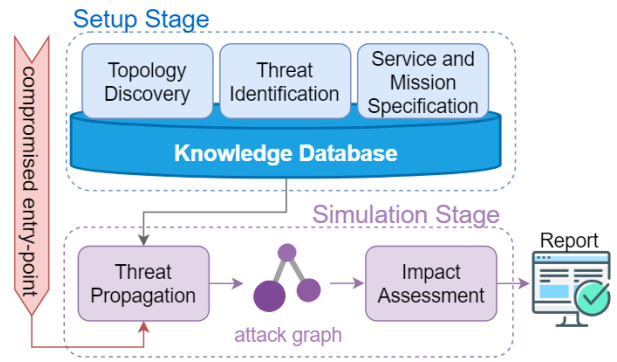 Setup Stage
Topology
Discovery
Threat
Identification
Service and
Mission
Specification
Knowledge Database
compromised entry-point
Simulation Stage
Threat
Propagation
attack graph
Impact
Assessment
Report